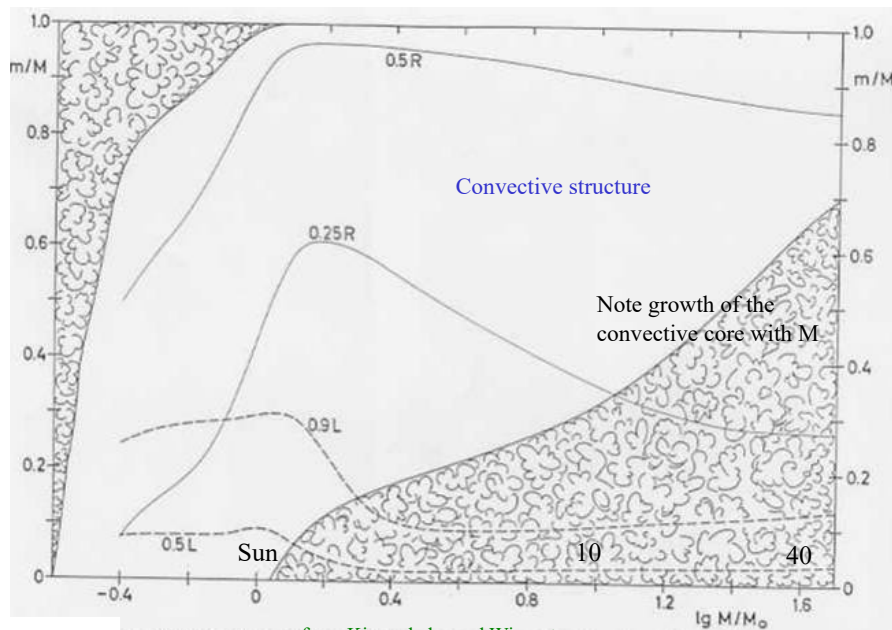 1.0
1.0
m/M
m/M
0.5R
0.8
0.8
Convective structure
0.6
0.25R
0.6
Note growth of the
convective core with M
0.4
0.4
0.9L
0.2
0.2
0.5L
Sun
10
40
0
0
-0.4
0
0.4
0.8
1.2
1.6
lg M/M⊙